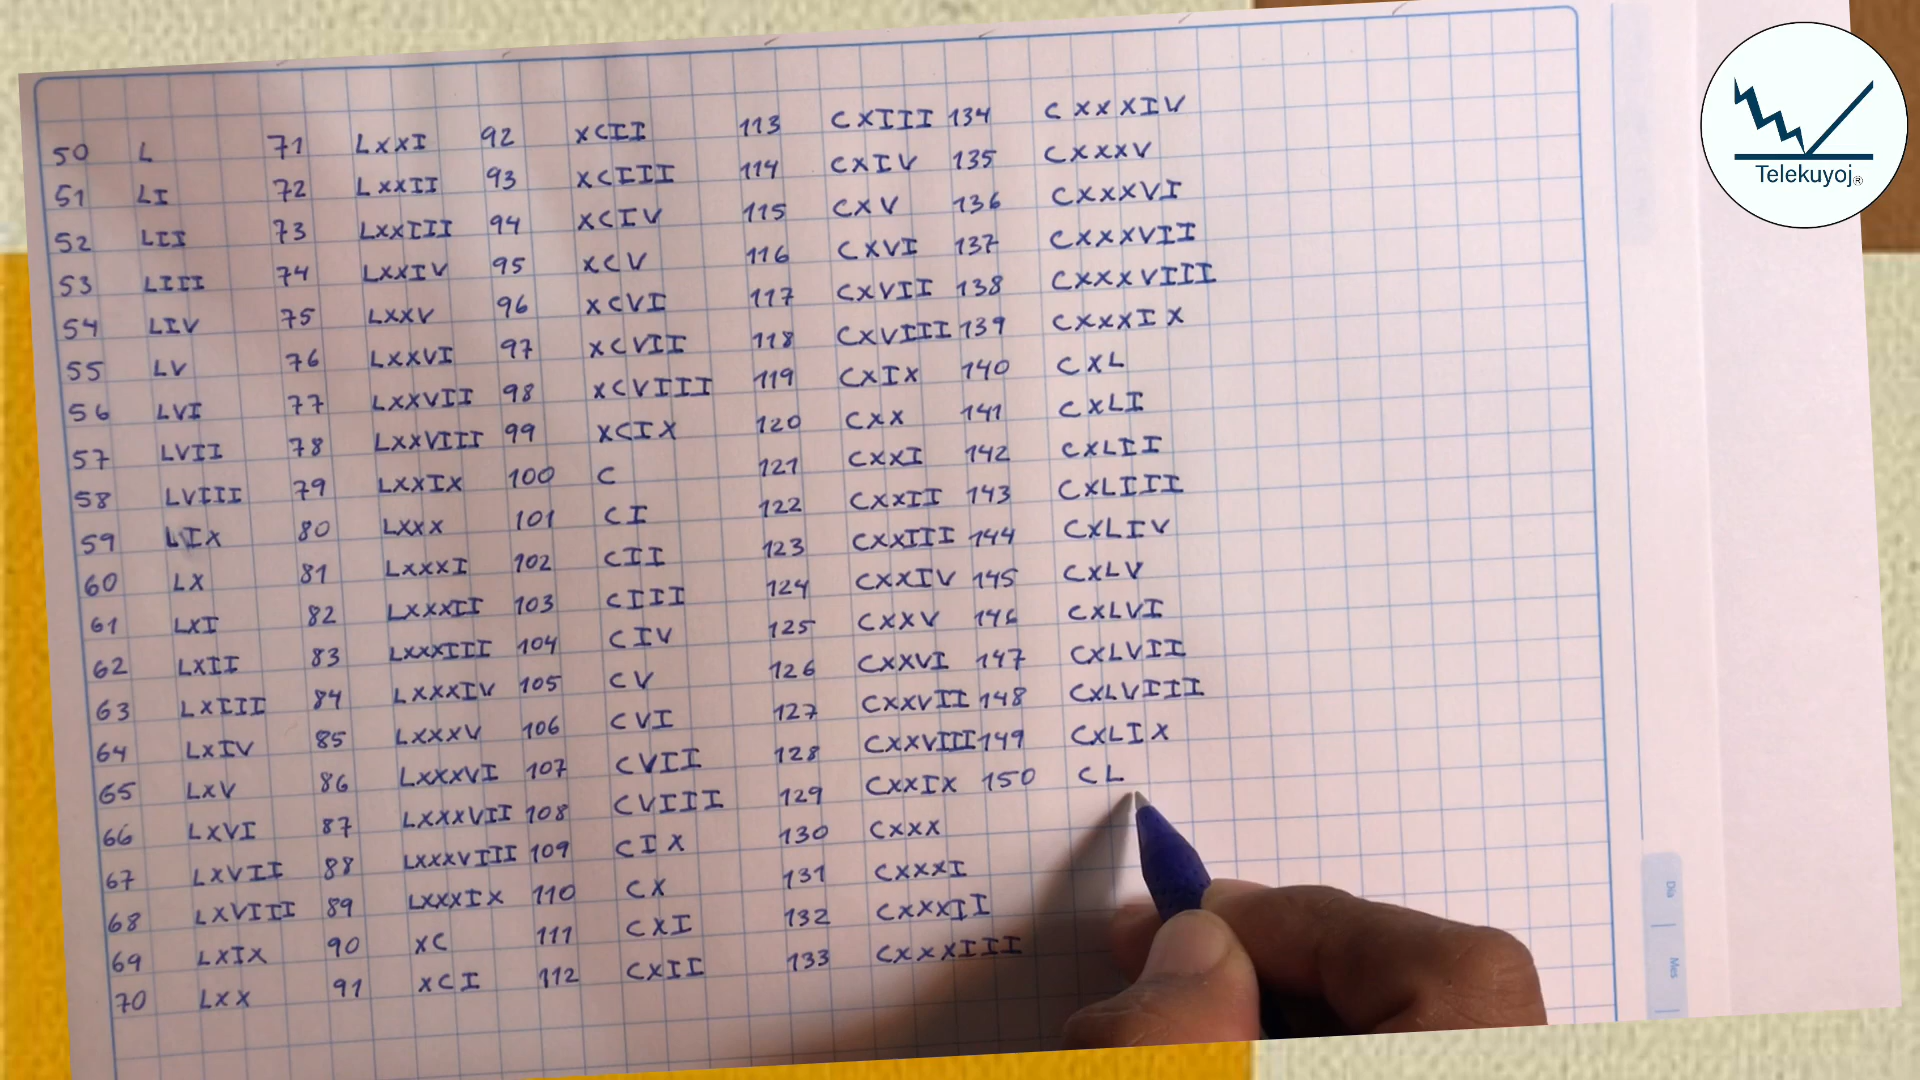 50 L 71 LXXI 92 XCII 113 CXIII 134 CXXXIV
51 LI 72 LXXII 93 XCIII 114 CXIV 135 CXXXV
52 LII 73 LXXIII 94 XCIV 115 CXV 136 CXXXVI
53 LIII 74 LXXIV 95 XCV 116 CXVI 137 CXXXVII
54 LIV 75 LXXV 96 XCVI 117 CXVII 138 CXXXVIII
55 LV 76 LXXVI 97 XCVII 118 CXVIII 139 CXXXIX
56 LVI 77 LXXVII 98 XCVIII 119 CXIX 140 CXL
57 LVII 78 LXXVIII 99 XCIX 120 CXX 141 CXLI
58 LVIII 79 LXXIX 100 C 121 CXXI 142 CXLII
59 LIX 80 LXXX 101 CI 122 CXXII 143 CXLIII
60 LX 81 LXXXI 102 CII 123 CXXIII 144 CXLIV
61 LXI 82 LXXXII 103 CIII 124 CXXIV 145 CXLV
62 LXII 83 LXXXIII 104 CIV 125 CXXV 146 CXLVI
63 LXIII 84 LXXXIV 105 CV 126 CXXVI 147 CXLVII
64 LXIV 85 LXXXV 106 CVI 127 CXXVII 148 CXLVIII
65 LXV 86 LXXXVI 107 CVII 128 CXXVIII 149 CXLIX
66 LXVI 87 LXXXVII 108 CVIII 129 CXXIX 150 CL
67 LXVII 88 LXXXVIII 109 CIX 130 CXXX
68 LXVIII 89 LXXXIX 110 CX 131 CXXXI
69 LXIX 90 XC 111 CXI 132 CXXXII
70 LXX 91 XCI 112 CXII 133 CXXXIII
Telekuyoj®
Día
Mes